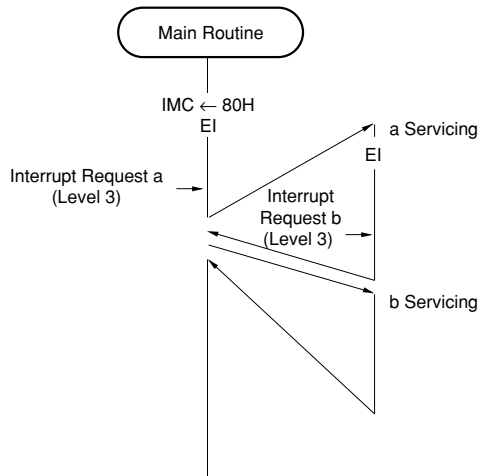 Main Routine
IMC ← 80H
EI
a Servicing
EI
Interrupt Request a
(Level 3)
Interrupt
Request b
(Level 3)
b Servicing